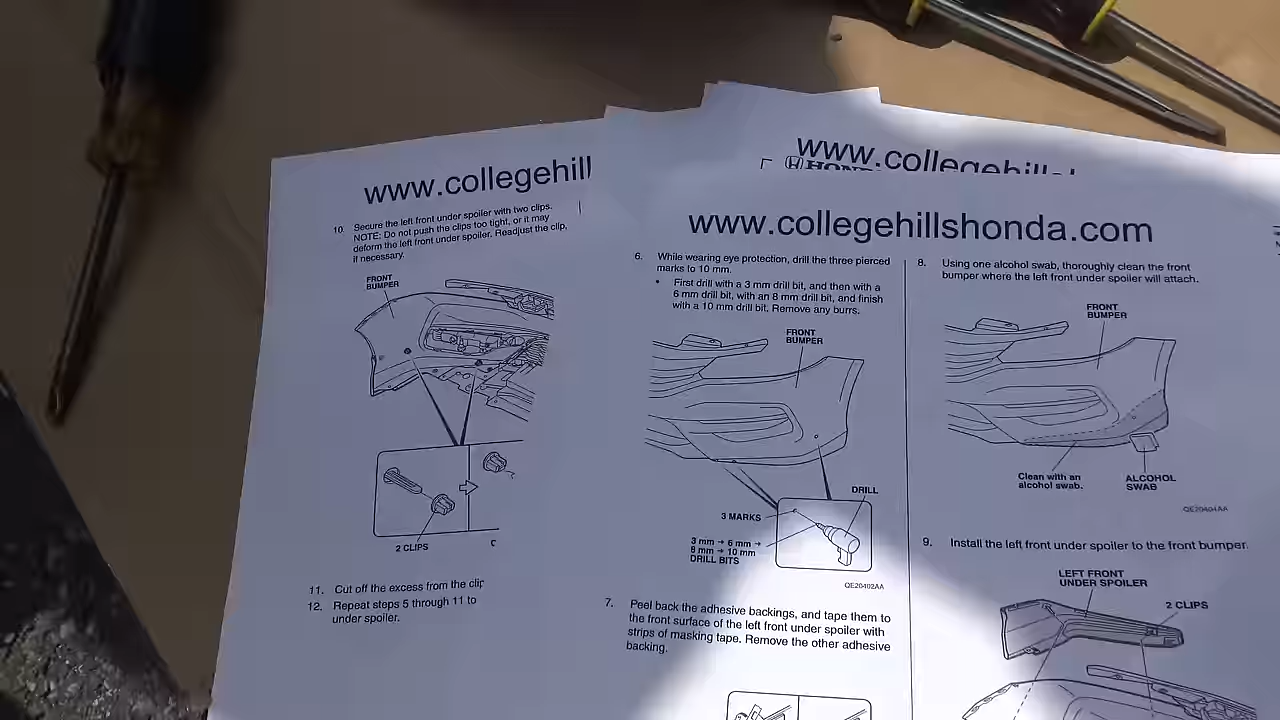 www.collegehill
10. Secure the left front under spoiler with two clips.
NOTE: Do not push the clips too tight, or it may
deform the left front under spoiler. Readjust the clip,
if necessary.
FRONT
BUMPER
2 CLIPS
11. Cut off the excess from the clip
12. Repeat steps 5 through 11 to
under spoiler.
www.collegehills
HONDA
www.collegehillshonda.com
6. While wearing eye protection, drill the three pierced
marks to 10 mm.
• First drill with a 3 mm drill bit, and then with a
6 mm drill bit, with an 8 mm drill bit, and finish
with a 10 mm drill bit. Remove any burrs.
FRONT
BUMPER
DRILL
3 MARKS
3 mm → 6 mm →
8 mm → 10 mm
DRILL BITS
QE20402AA
7. Peel back the adhesive backings, and tape them to
the front surface of the left front under spoiler with
strips of masking tape. Remove the other adhesive
backing.
8. Using one alcohol swab, thoroughly clean the front
bumper where the left front under spoiler will attach.
FRONT
BUMPER
Clean with an
alcohol swab.
ALCOHOL
SWAB
QE20404AA
9. Install the left front under spoiler to the front bumper.
LEFT FRONT
UNDER SPOILER
2 CLIPS